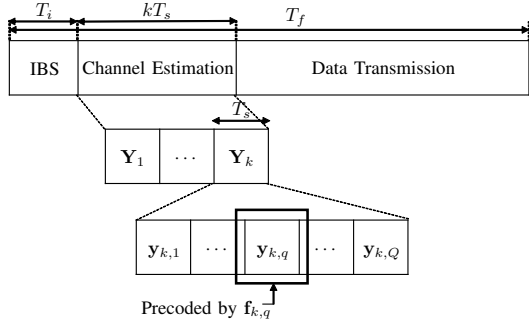 T_i kT_s T_f
IBS Channel Estimation Data Transmission
T_s
Y_1 ⋯ Y_k
y_{k,1} ⋯ y_{k,q} ⋯ y_{k,Q}
Precoded by f_{k,q}